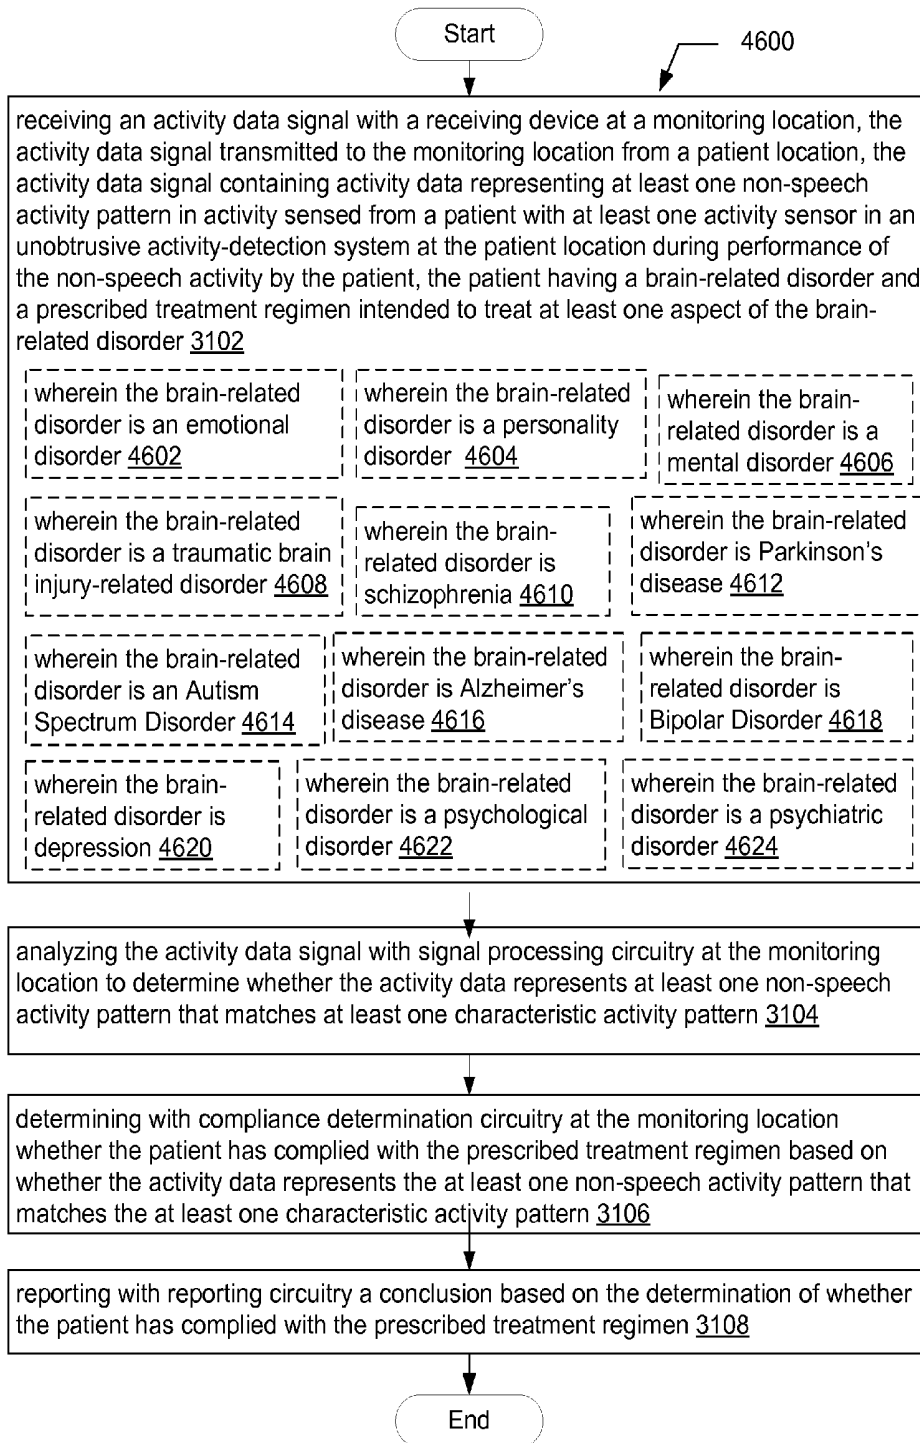 Start
4600
receiving an activity data signal with a receiving device at a monitoring location, the
activity data signal transmitted to the monitoring location from a patient location, the
activity data signal containing activity data representing at least one non-speech
activity pattern in activity sensed from a patient with at least one activity sensor in an
unobtrusive activity-detection system at the patient location during performance of
the non-speech activity by the patient, the patient having a brain-related disorder and
a prescribed treatment regimen intended to treat at least one aspect of the brain-
related disorder 3102
wherein the brain-related
disorder is an emotional
disorder 4602
wherein the brain-related
disorder is a personality
disorder 4604
wherein the brain-
related disorder is a
mental disorder 4606
wherein the brain-related
disorder is a traumatic brain
injury-related disorder 4608
wherein the brain-
related disorder is
schizophrenia 4610
wherein the brain-related
disorder is Parkinson's
disease 4612
wherein the brain-related
disorder is an Autism
Spectrum Disorder 4614
wherein the brain-related
disorder is Alzheimer's
disease 4616
wherein the brain-
related disorder is
Bipolar Disorder 4618
wherein the brain-
related disorder is
depression 4620
wherein the brain-related
disorder is a psychological
disorder 4622
wherein the brain-related
disorder is a psychiatric
disorder 4624
analyzing the activity data signal with signal processing circuitry at the monitoring
location to determine whether the activity data represents at least one non-speech
activity pattern that matches at least one characteristic activity pattern 3104
determining with compliance determination circuitry at the monitoring location
whether the patient has complied with the prescribed treatment regimen based on
whether the activity data represents the at least one non-speech activity pattern that
matches the at least one characteristic activity pattern 3106
reporting with reporting circuitry a conclusion based on the determination of whether
the patient has complied with the prescribed treatment regimen 3108
End